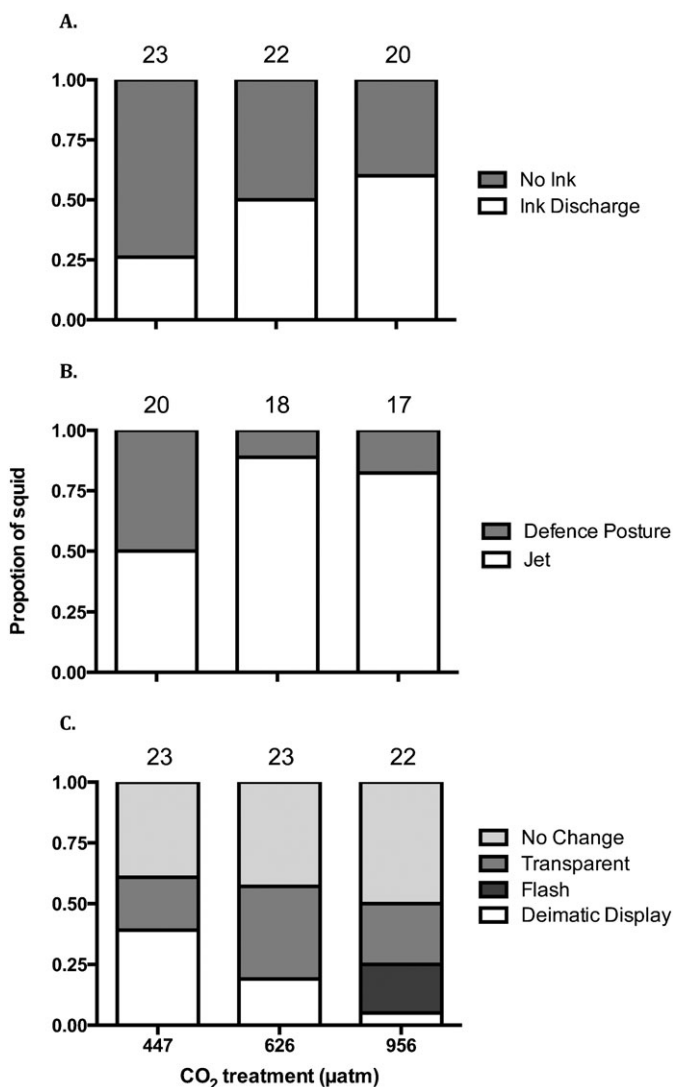 A.
23 22 20
1.00
0.75
0.50
0.25
0.00
No Ink
Ink Discharge
B.
20 18 17
1.00
0.75
0.50
0.25
0.00
Defence Posture
Jet
Propotion of squid
C.
23 23 22
1.00
0.75
0.50
0.25
0.00
No Change
Transparent
Flash
Deimatic Display
447 626 956
CO₂ treatment (µatm)